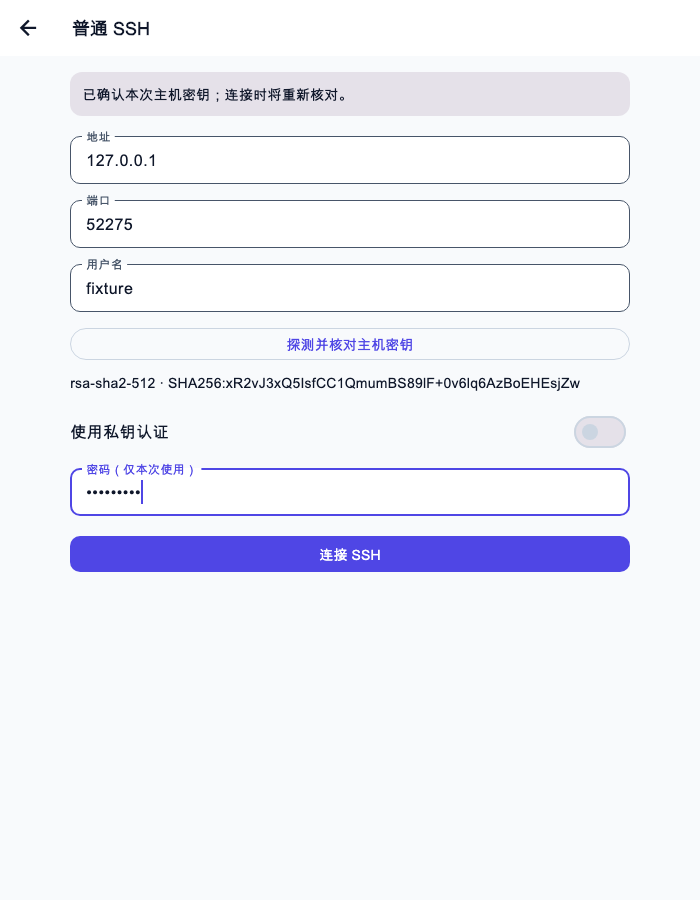 普通 SSH
已确认本次主机密钥；连接时将重新核对。
地址
127.0.0.1
端口
52275
用户名
fixture
探测并核对主机密钥
rsa-sha2-512 · SHA256:xR2vJ3xQ5IsfCC1QmumBS89lF+0v6lq6AzBoEHEsjZw
使用私钥认证
密码（仅本次使用）
•••••••••
连接 SSH